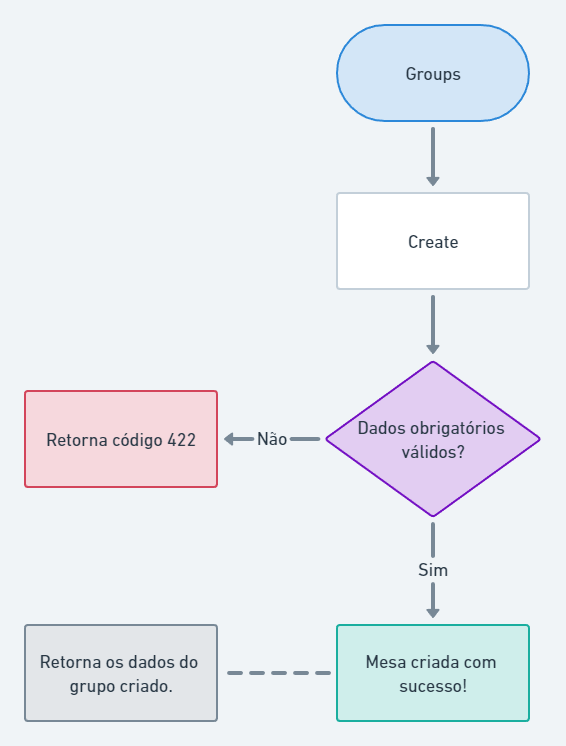 Groups
Create
Dados obrigatórios
válidos?
Não
Retorna código 422
Sim
Retorna os dados do
grupo criado.
Mesa criada com
sucesso!